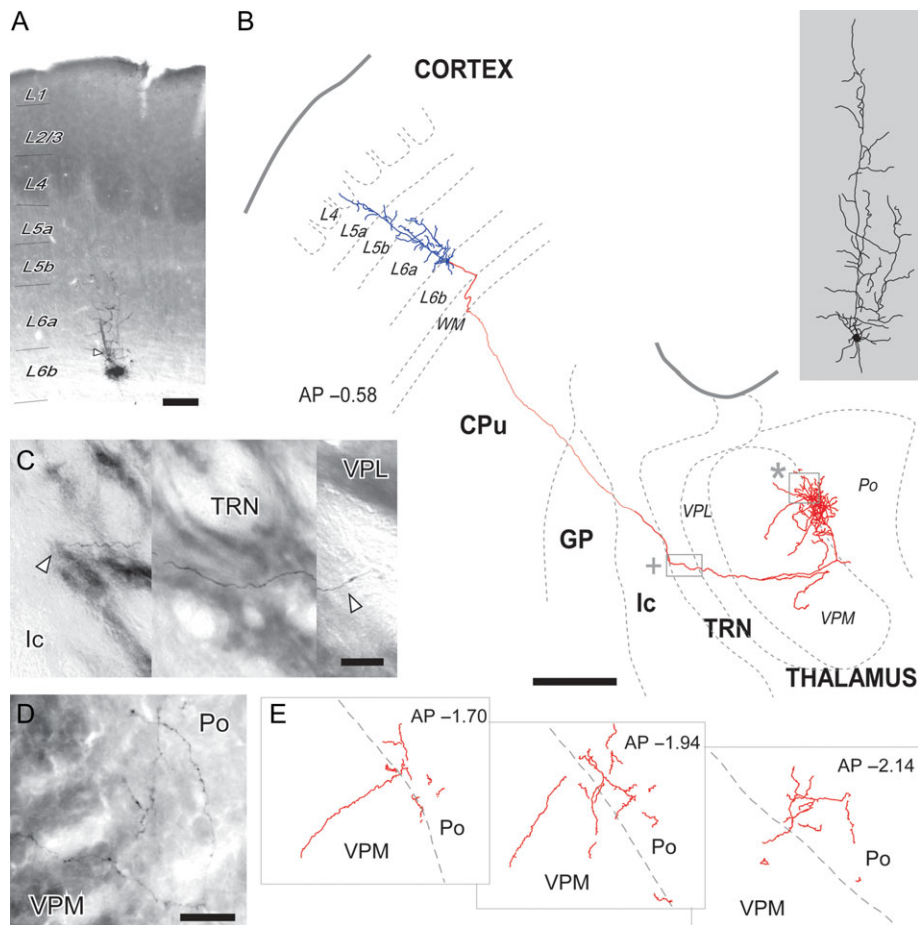 A
L1
L2/3
L4
L5a
L5b
L6a
L6b
B
CORTEX
L4
L5a
L5b
L6a
L6b
WM
AP –0.58
CPu
GP
Ic
+
TRN
VPL
*
Po
VPM
THALAMUS
C
Ic
TRN
VPL
D
Po
VPM
E
AP –1.70
VPM
Po
AP –1.94
VPM
Po
AP –2.14
VPM
Po